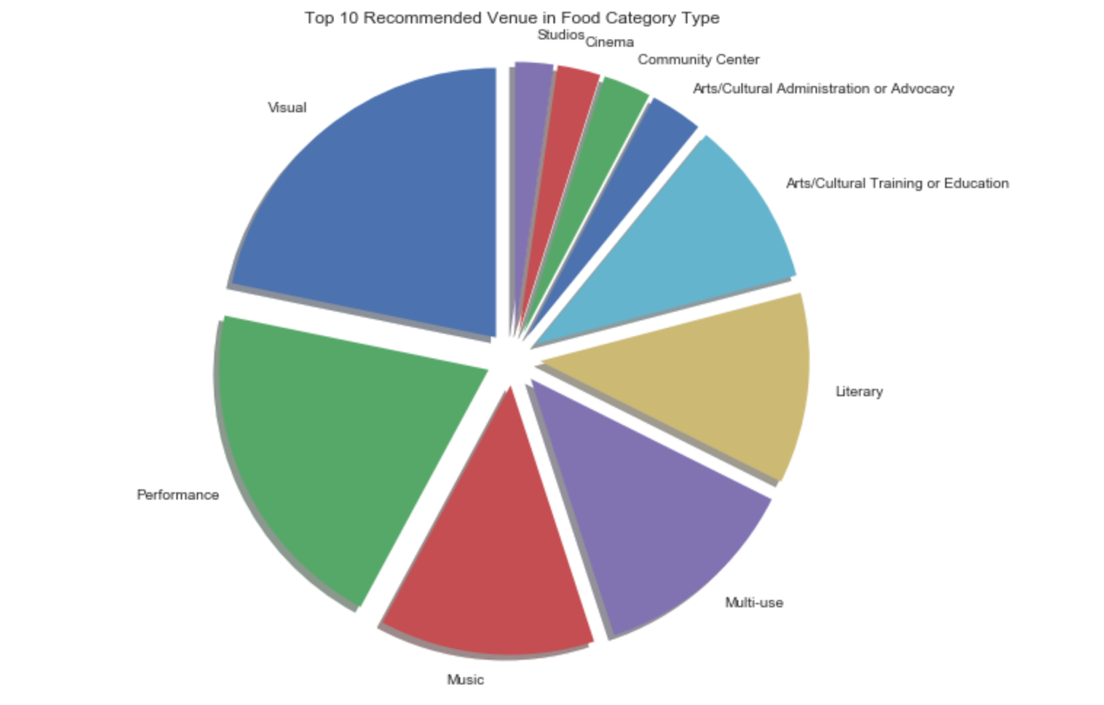 Top 10 Recommended Venue in Food Category Type
Studios
Cinema
Community Center
Arts/Cultural Administration or Advocacy
Visual
Arts/Cultural Training or Education
Literary
Performance
Multi-use
Music